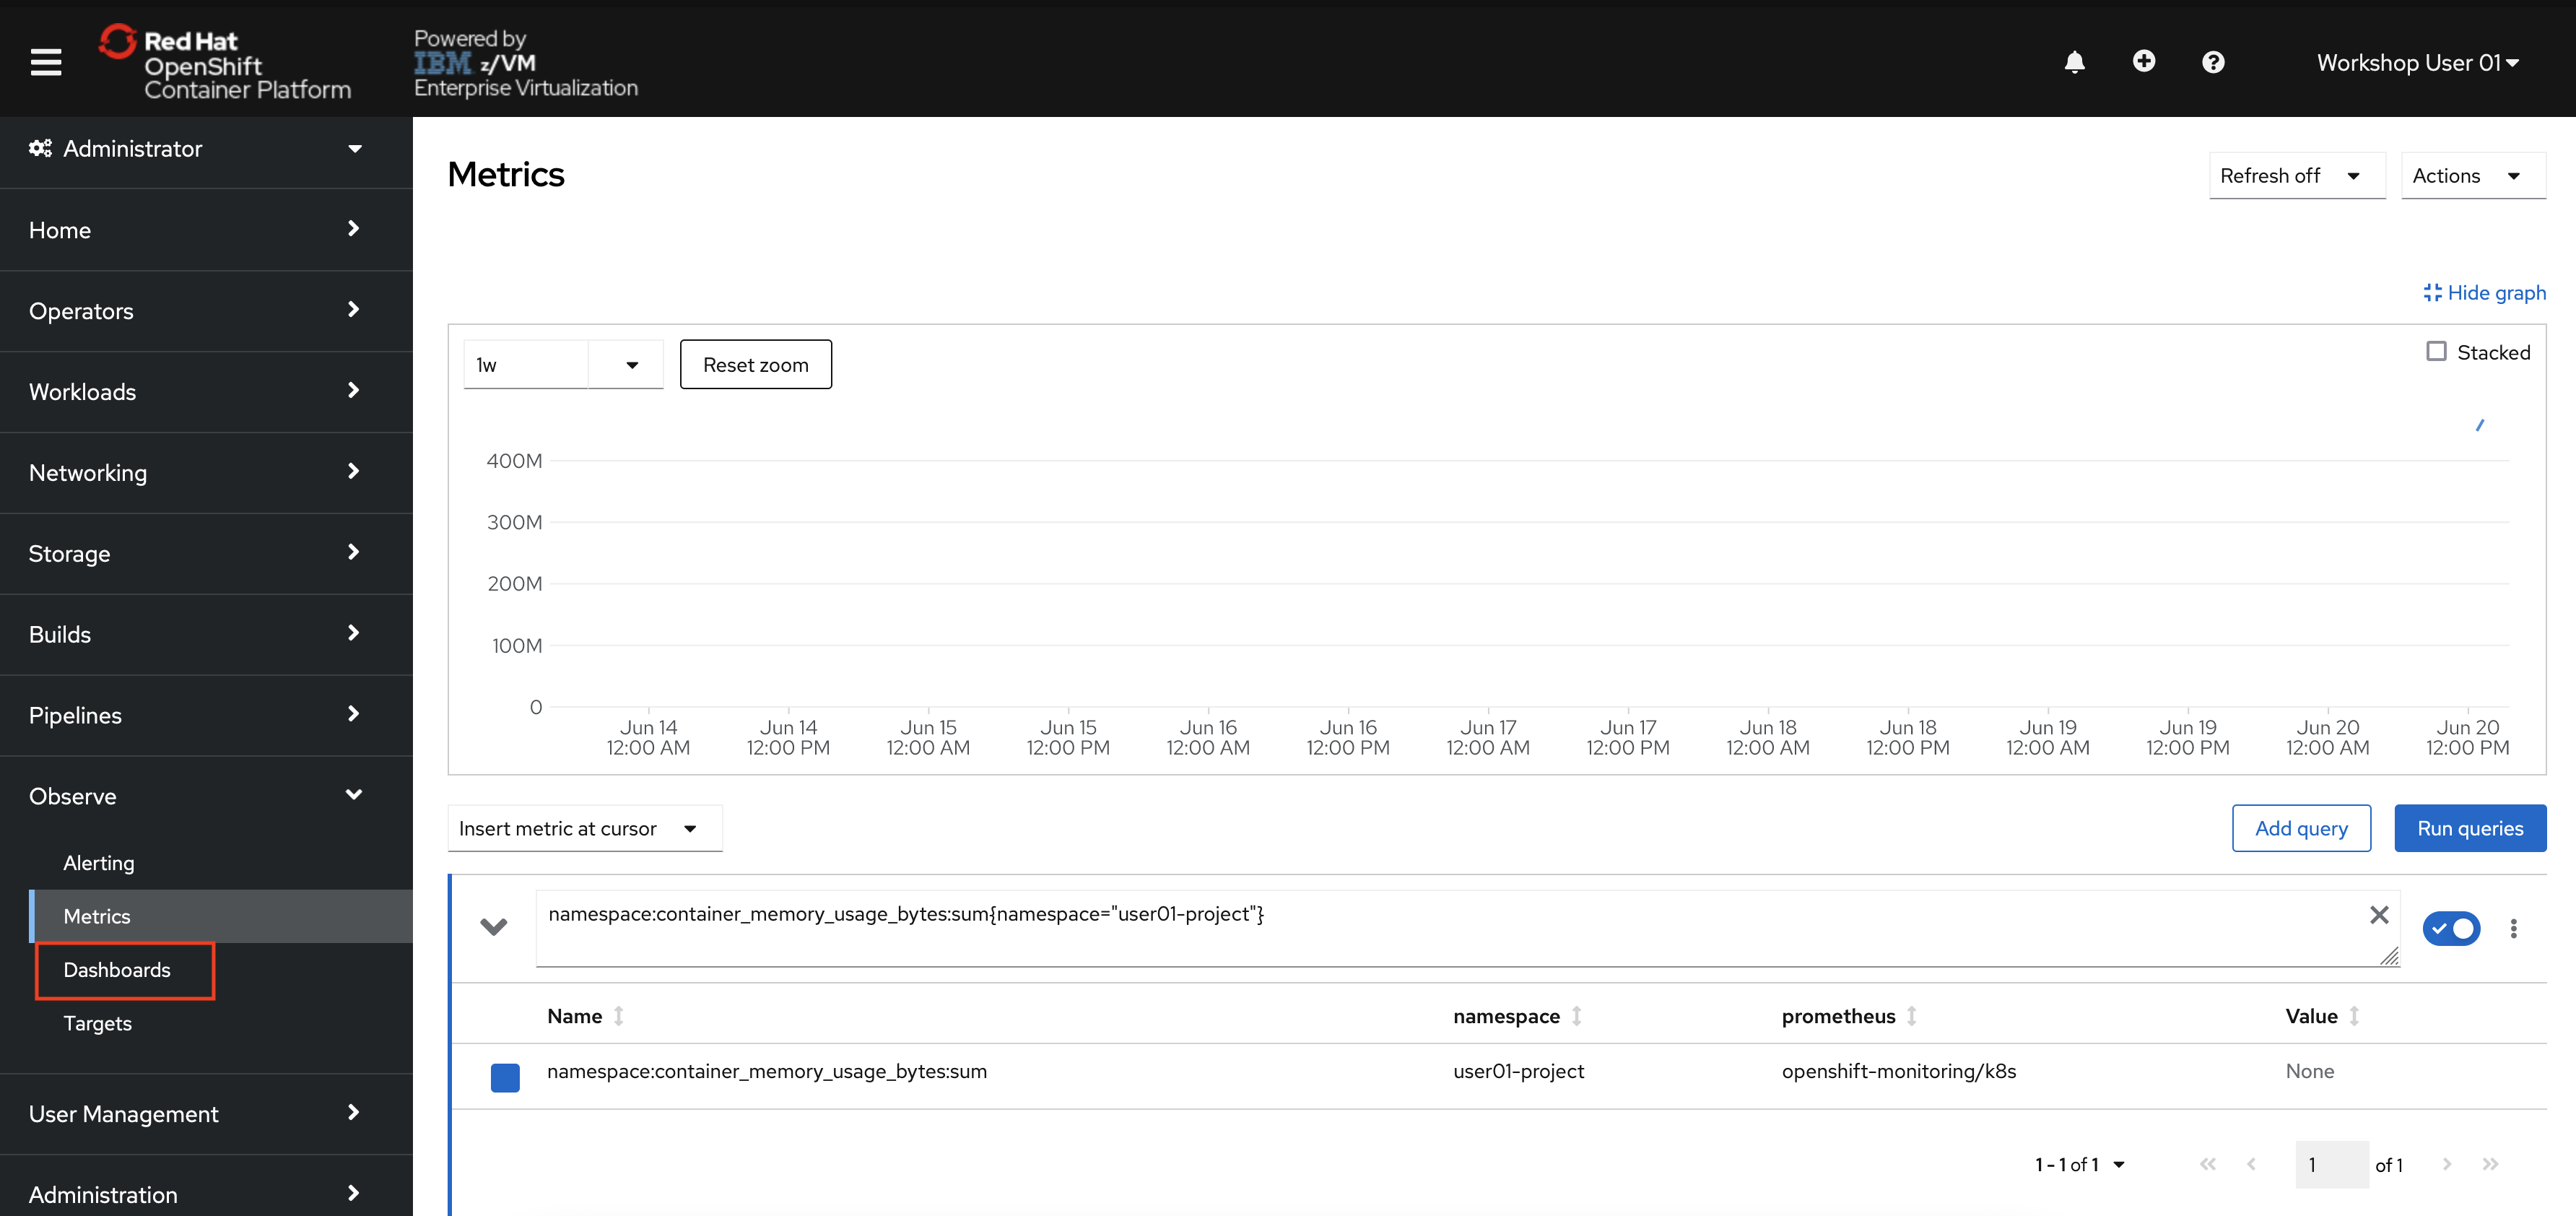 Red Hat
OpenShift
Container Platform
Powered by
IBM z/VM
Enterprise Virtualization
Workshop User 01
Administrator
Home
Operators
Workloads
Networking
Storage
Builds
Pipelines
Observe
Alerting
Metrics
Dashboards
Targets
User Management
Administration
Metrics
Refresh off
Actions
Hide graph
1w
Reset zoom
Stacked
400M
300M
200M
100M
0
Jun 14 12:00 AM
Jun 14 12:00 PM
Jun 15 12:00 AM
Jun 15 12:00 PM
Jun 16 12:00 AM
Jun 16 12:00 PM
Jun 17 12:00 AM
Jun 17 12:00 PM
Jun 18 12:00 AM
Jun 18 12:00 PM
Jun 19 12:00 AM
Jun 19 12:00 PM
Jun 20 12:00 AM
Jun 20 12:00 PM
Insert metric at cursor
Add query
Run queries
namespace:container_memory_usage_bytes:sum{namespace="user01-project"}
Name namespace prometheus Value
namespace:container_memory_usage_bytes:sum user01-project openshift-monitoring/k8s None
1 - 1 of 1
1 of 1